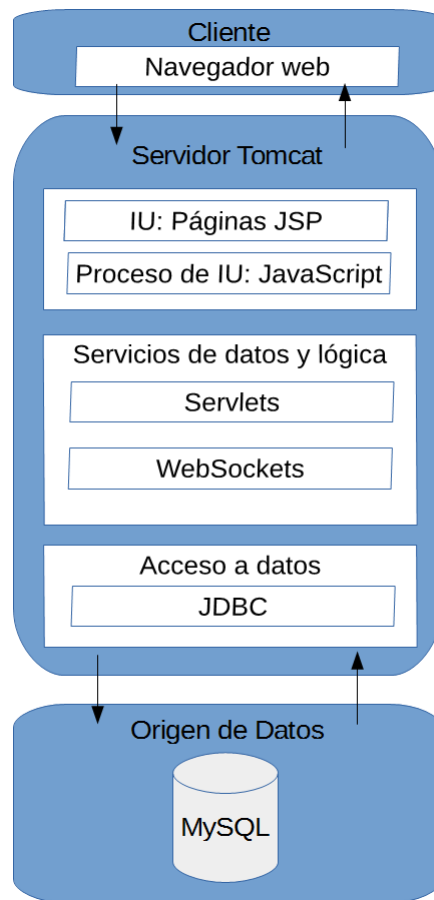 Cliente
Navegador web
Servidor Tomcat
IU: Páginas JSP
Proceso de IU: JavaScript
Servicios de datos y lógica
Servlets
WebSockets
Acceso a datos
JDBC
Origen de Datos
MySQL